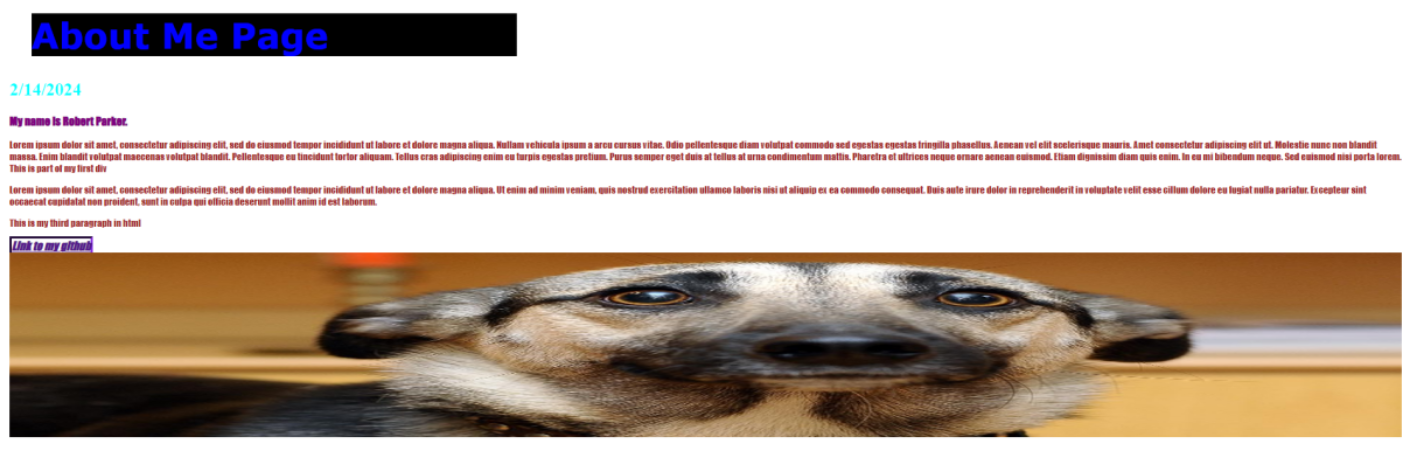 About Me Page
2/14/2024
My name is Robert Parker.
Lorem ipsum dolor sit amet, consectetur adipiscing elit, sed do eiusmod tempor incididunt ut labore et dolore magna aliqua. Nullam vehicula ipsum a arcu cursus vitae. Odio pellentesque diam volutpat commodo sed egestas egestas fringilla phasellus. Aenean vel elit scelerisque mauris. Amet consectetur adipiscing elit ut. Molestie nunc non blandit
massa. Enim blandit volutpat maecenas volutpat blandit. Pellentesque eu tincidunt tortor aliquam. Tellus cras adipiscing enim eu turpis egestas pretium. Purus semper eget duis at tellus at urna condimentum mattis. Pharetra et ultrices neque ornare aenean euismod. Etiam dignissim diam quis enim. In eu mi bibendum neque. Sed euismod nisi porta lorem.
This is part of my first div
Lorem ipsum dolor sit amet, consectetur adipiscing elit, sed do eiusmod tempor incididunt ut labore et dolore magna aliqua. Ut enim ad minim veniam, quis nostrud exercitation ullamco laboris nisi ut aliquip ex ea commodo consequat. Duis aute irure dolor in reprehenderit in voluptate velit esse cillum dolore eu fugiat nulla pariatur. Excepteur sint
occaecat cupidatat non proident, sunt in culpa qui officia deserunt mollit anim id est laborum.
This is my third paragraph in html
Link to my github